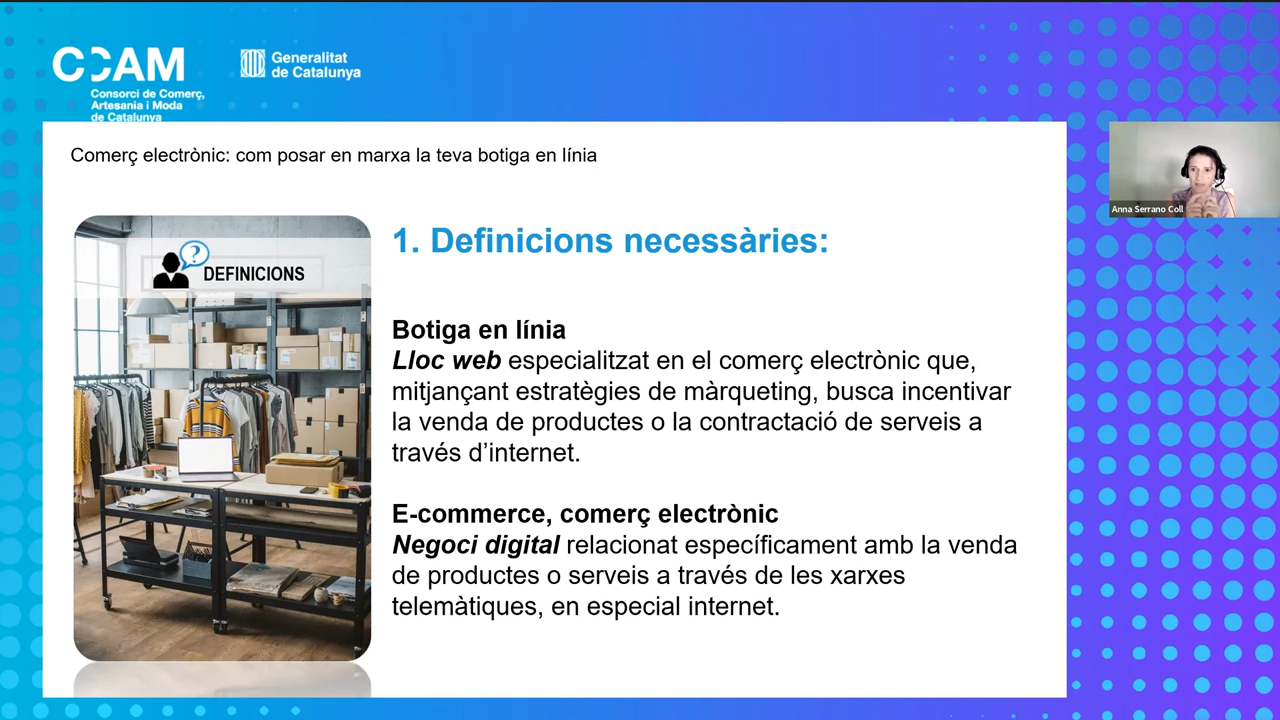 CCAM
Consorci de Comerç,
Artesania i Moda
de Catalunya
Generalitat
de Catalunya
Comerç electrònic: com posar en marxa la teva botiga en línia
?
DEFINICIONS
1. Definicions necessàries:
Botiga en línia
Lloc web especialitzat en el comerç electrònic que,
mitjançant estratègies de màrqueting, busca incentivar
la venda de productes o la contractació de serveis a
través d’internet.
E-commerce, comerç electrònic
Negoci digital relacionat específicament amb la venda
de productes o serveis a través de les xarxes
telemàtiques, en especial internet.
Anna Serrano Coll